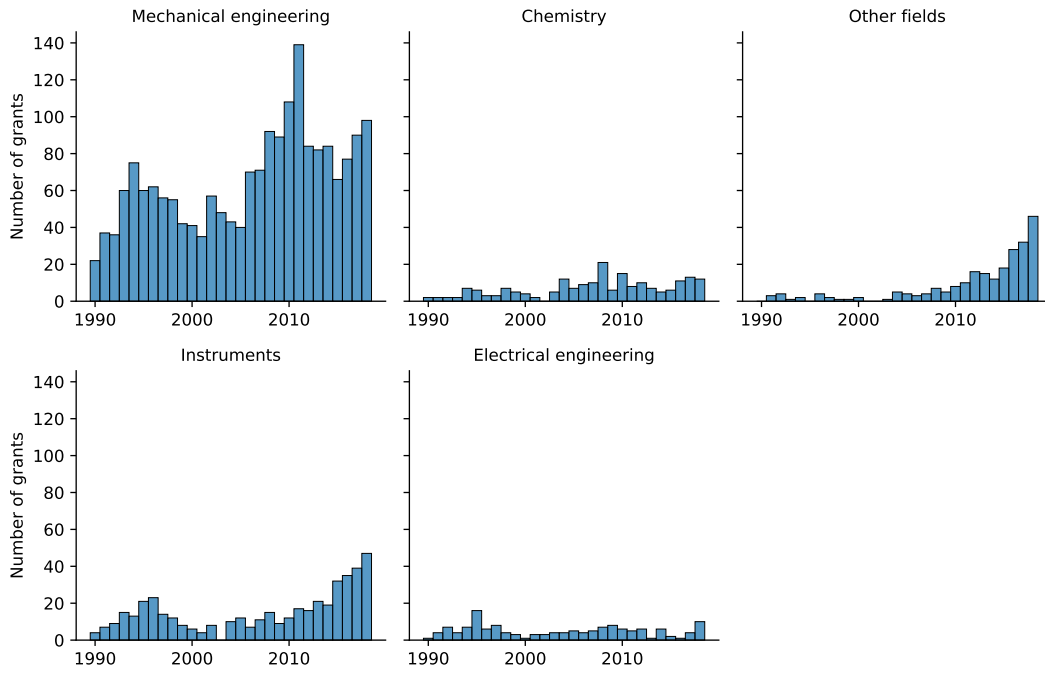 Mechanical engineering
Chemistry
Other fields
Number of grants
140
120
100
80
60
40
20
0
1990 2000 2010
1990 2000 2010
1990 2000 2010
Instruments
Electrical engineering
Number of grants
140
120
100
80
60
40
20
0
1990 2000 2010
1990 2000 2010